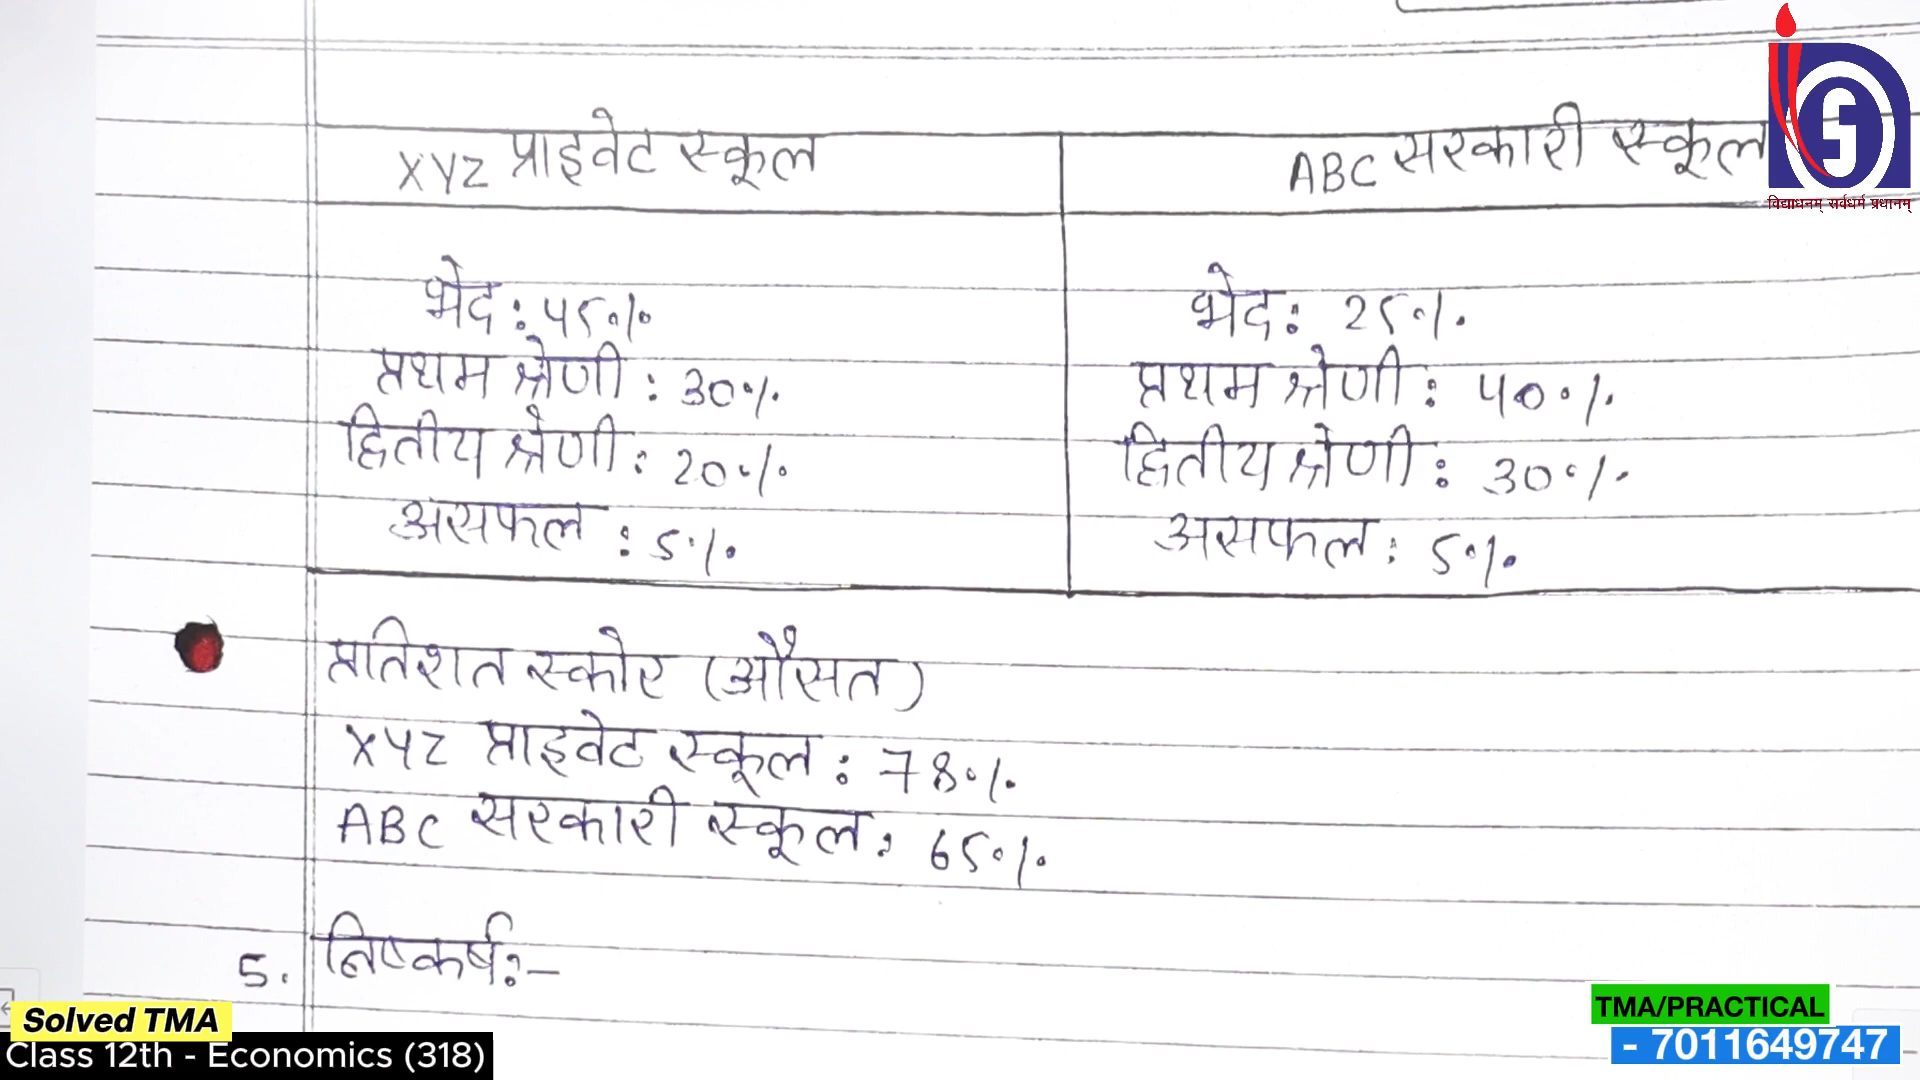 XYZ प्राइवेट स्कूल
ABC सरकारी स्कूल
भेद : 45%
प्रथम श्रेणी : 30%
द्वितीय श्रेणी : 20%
असफल : 5%
भेद : 25%
प्रथम श्रेणी : 40%
द्वितीय श्रेणी : 30%
असफल : 5%
प्रतिशत स्कोर (औसत)
XYZ प्राइवेट स्कूल : 78%
ABC सरकारी स्कूल : 65%
5. निष्कर्ष:-
विद्याधनम् सर्वधर्म प्रधानम्
Solved TMA
Class 12th - Economics (318)
TMA/PRACTICAL
- 7011649747